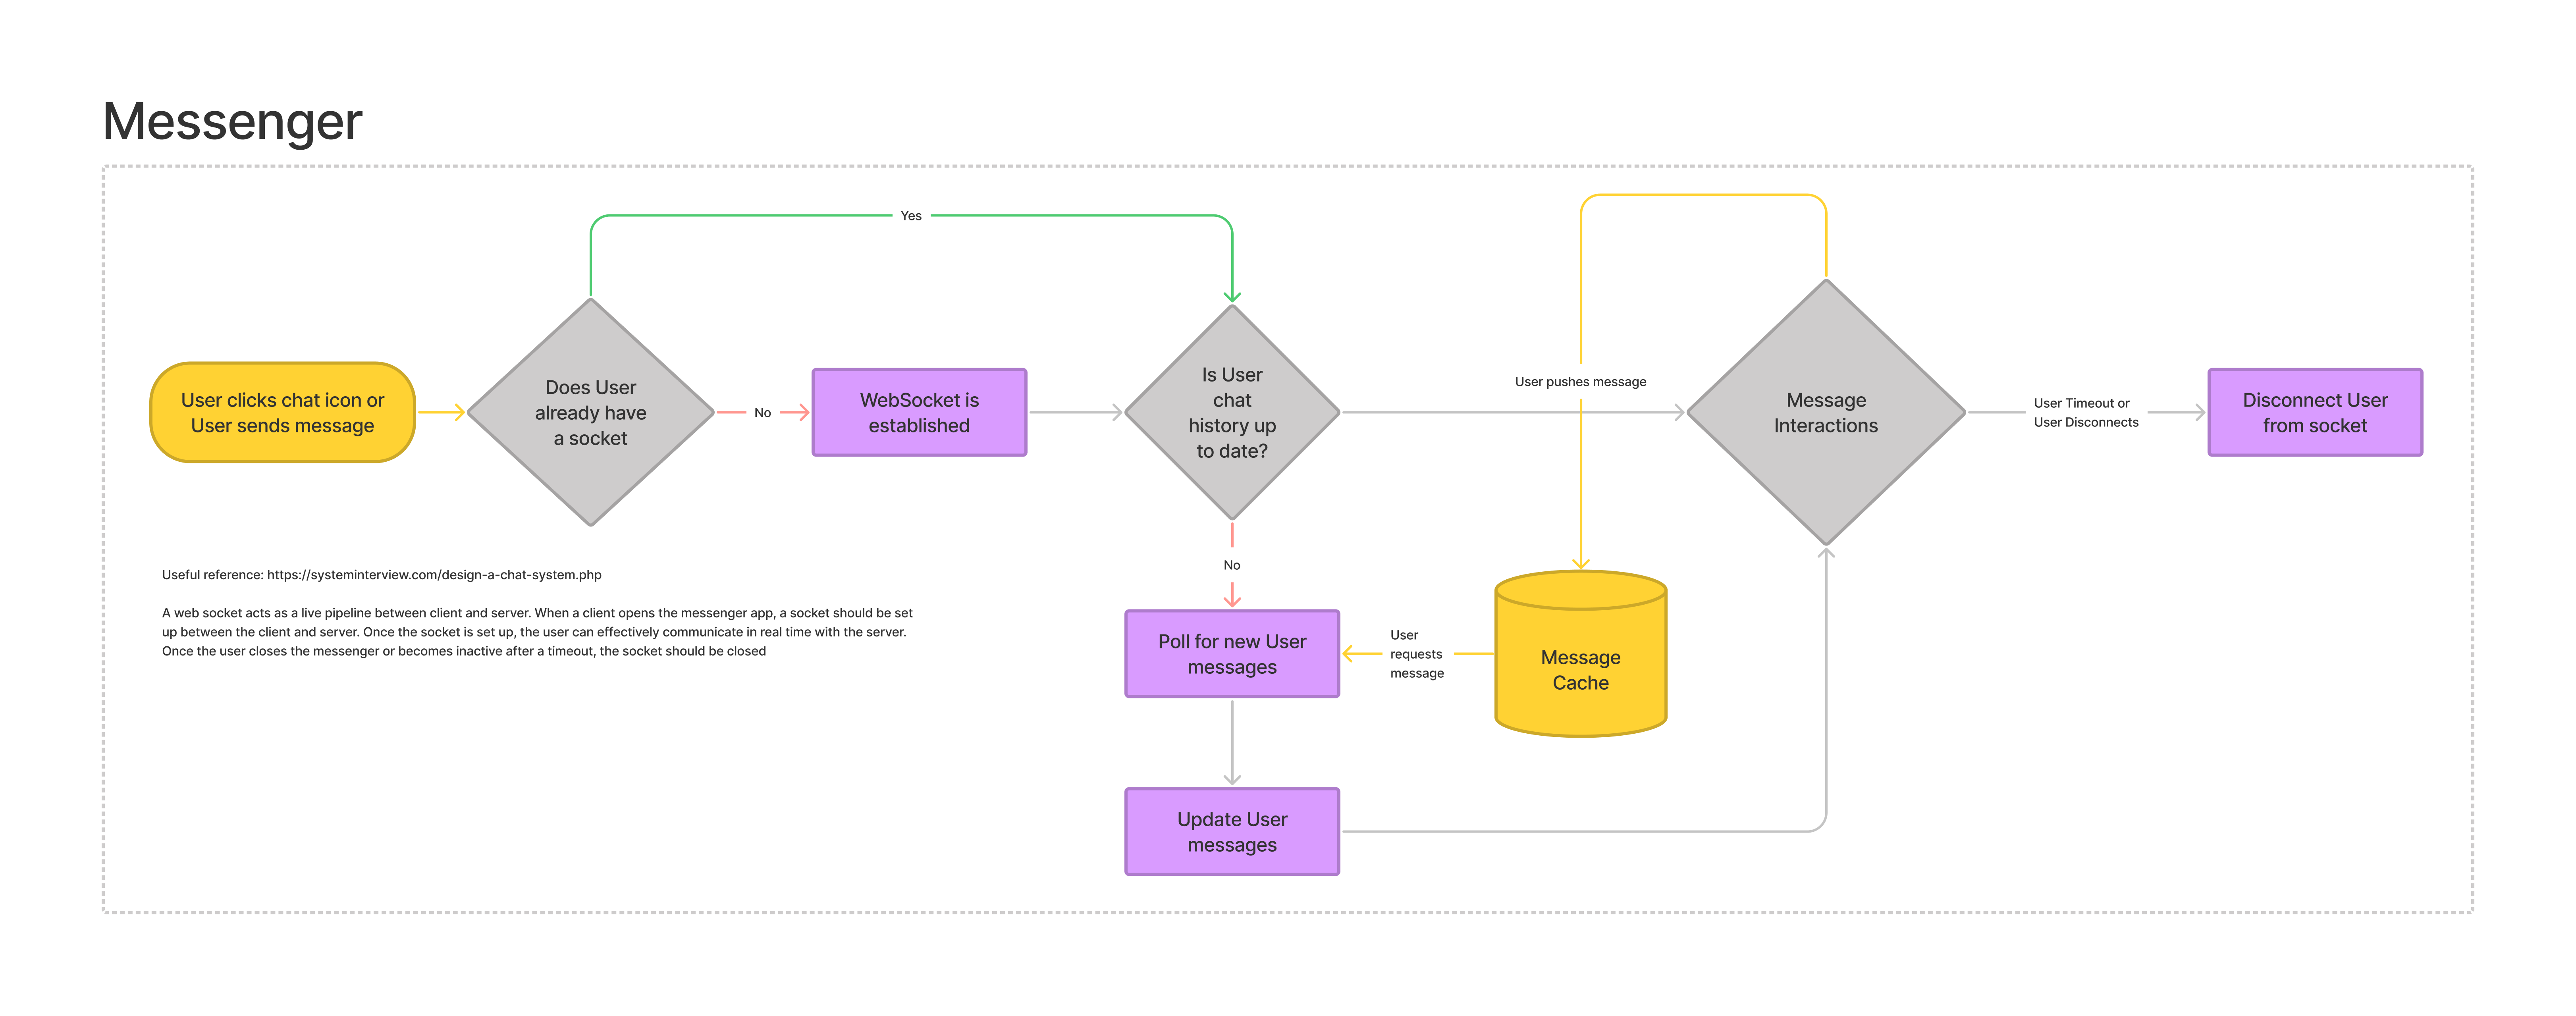 Messenger
Yes
User clicks chat icon or
User sends message
Does User
already have
a socket
No
WebSocket is
established
Is User
chat
history up
to date?
User pushes message
Message
Interactions
User Timeout or
User Disconnects
Disconnect User
from socket
Useful reference: https://systeminterview.com/design-a-chat-system.php
A web socket acts as a live pipeline between client and server. When a client opens the messenger app, a socket should be set
up between the client and server. Once the socket is set up, the user can effectively communicate in real time with the server.
Once the user closes the messenger or becomes inactive after a timeout, the socket should be closed
No
Poll for new User
messages
User
requests
message
Message
Cache
Update User
messages